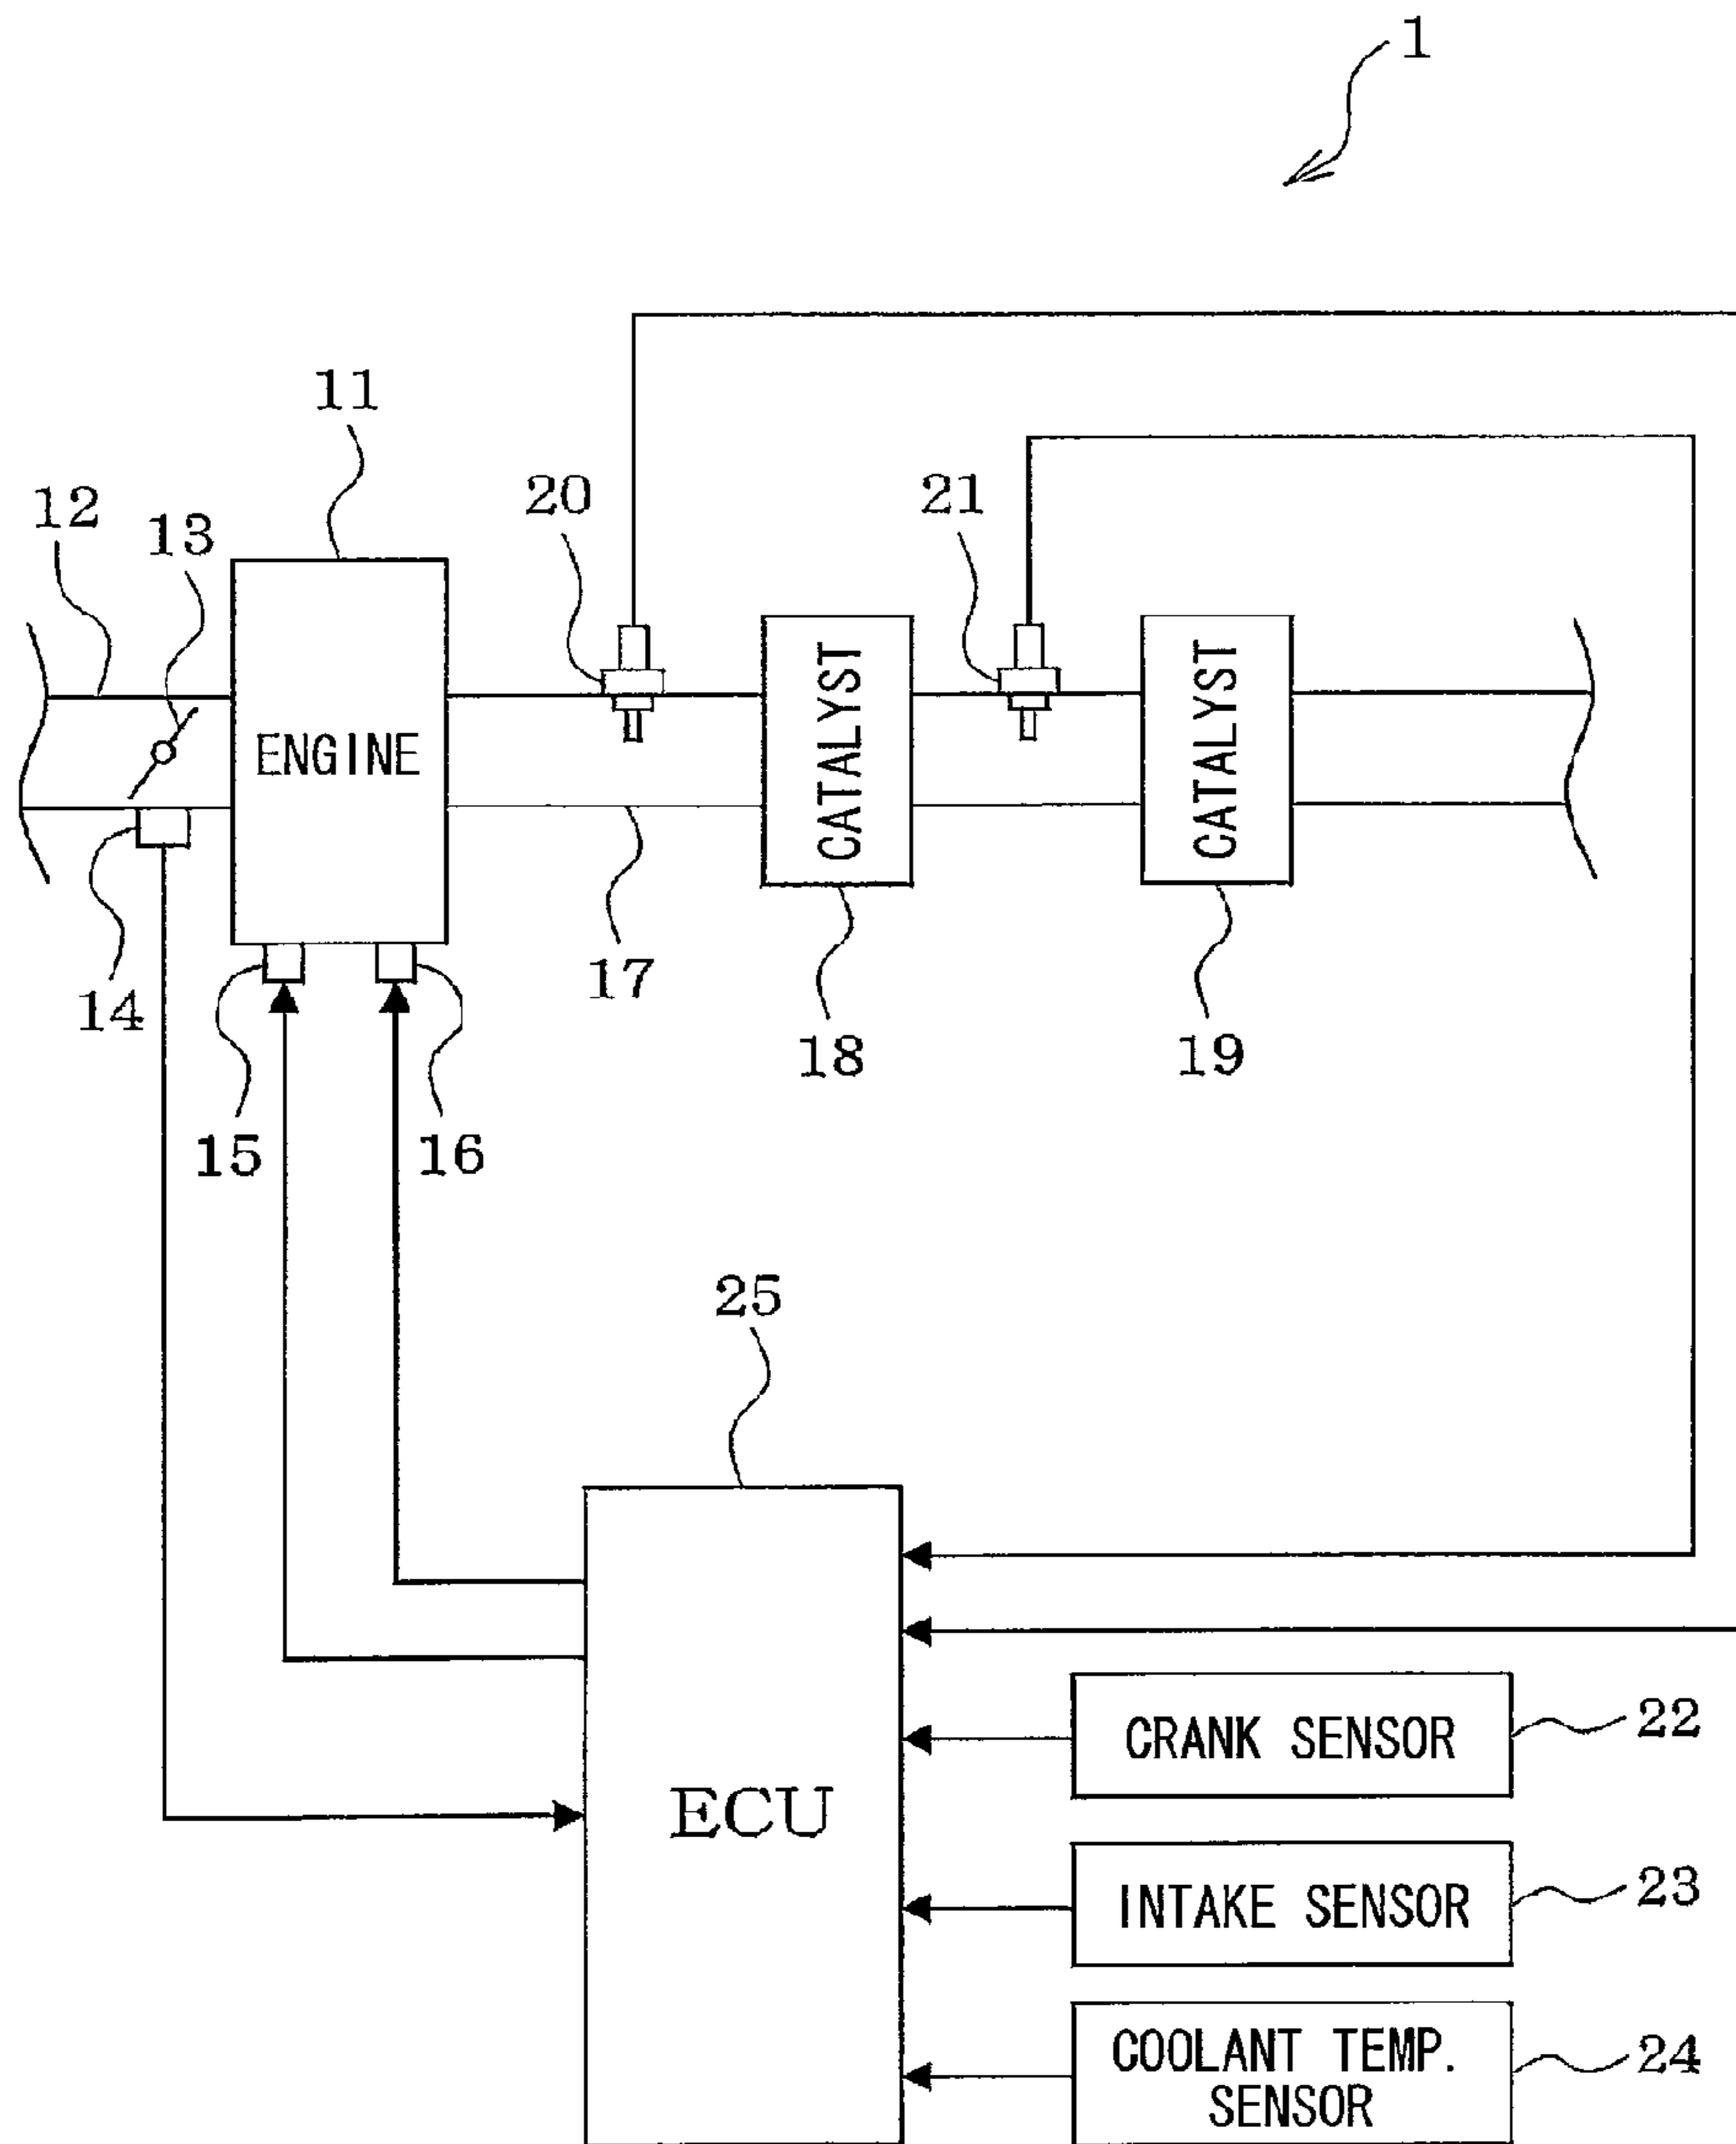 1
11
20
21
12
13
ENGINE
CATALYST
CATALYST
14
17
18
19
15
16
25
ECU
CRANK SENSOR
22
INTAKE SENSOR
23
COOLANT TEMP.
SENSOR
24